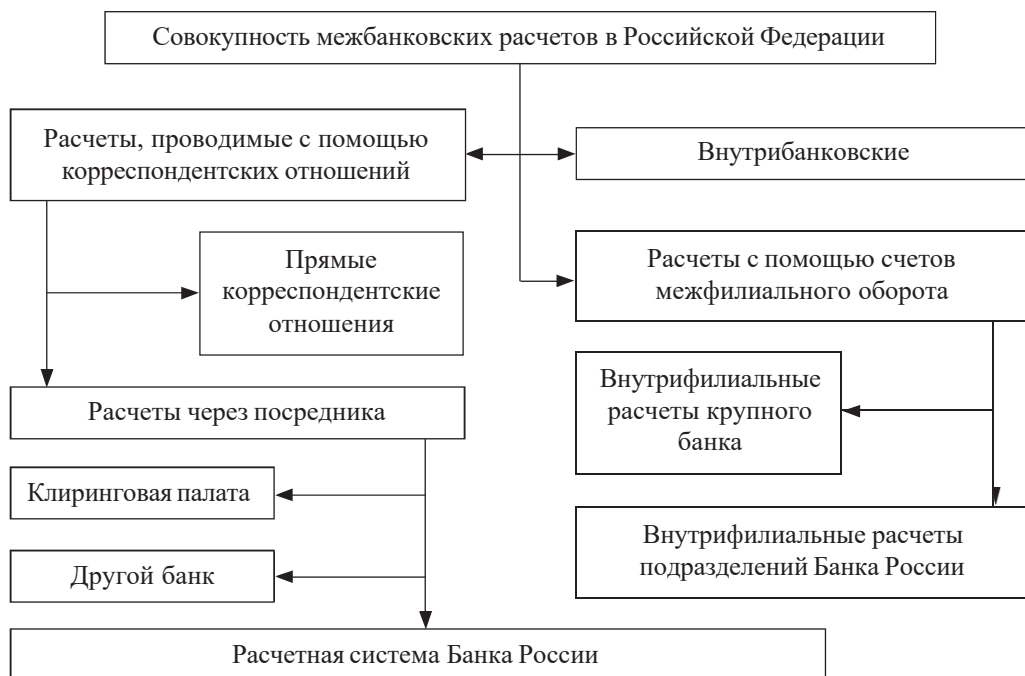 Совокупность межбанковских расчетов в Российской Федерации
Расчеты, проводимые с помощью
корреспондентских отношений
Внутрибанковские
Прямые
корреспондентские
отношения
Расчеты с помощью счетов
межфилиального оборота
Внутрифилиальные
расчеты крупного
банка
Расчеты через посредника
Клиринговая палата
Внутрифилиальные расчеты
подразделений Банка России
Другой банк
Расчетная система Банка России